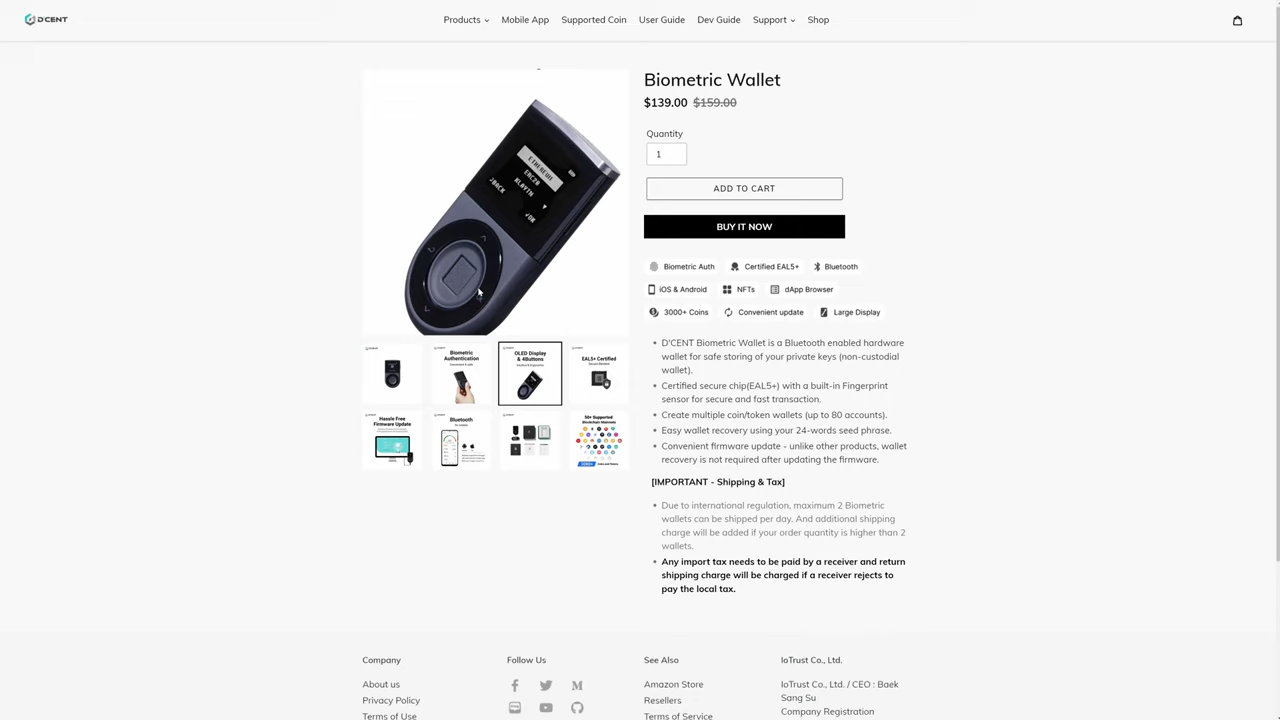 D'CENT
Products
Mobile App
Supported Coin
User Guide
Dev Guide
Support
Shop
Biometric Wallet
$139.00 $159.00
Quantity
1
ADD TO CART
BUY IT NOW
Biometric Auth
Certified EAL5+
Bluetooth
iOS & Android
NFTs
dApp Browser
3000+ Coins
Convenient update
Large Display
D'CENT Biometric Wallet is a Bluetooth enabled hardware
wallet for safe storing of your private keys (non-custodial
wallet).
Certified secure chip(EAL5+) with a built-in Fingerprint
sensor for secure and fast transaction.
Create multiple coin/token wallets (up to 80 accounts).
Easy wallet recovery using your 24-words seed phrase.
Convenient firmware update - unlike other products, wallet
recovery is not required after updating the firmware.
[IMPORTANT - Shipping & Tax]
Due to international regulation, maximum 2 Biometric
wallets can be shipped per day. And additional shipping
charge will be added if your order quantity is higher than 2
wallets.
Any import tax needs to be paid by a receiver and return
shipping charge will be charged if a receiver rejects to
pay the local tax.
ETHEREUM
ERC20
KLAYTN
BACK
OK
Biometric
Authentication
OLED Display
& 4Buttons
EAL5+ Certified
Hassle Free
Firmware Update
Bluetooth
50+ Supported
Blockchain Mainnets
Company
About us
Privacy Policy
Terms of Use
Follow Us
See Also
Amazon Store
Resellers
Terms of Service
IoTrust Co., Ltd.
IoTrust Co., Ltd. / CEO : Baek
Sang Su
Company Registration